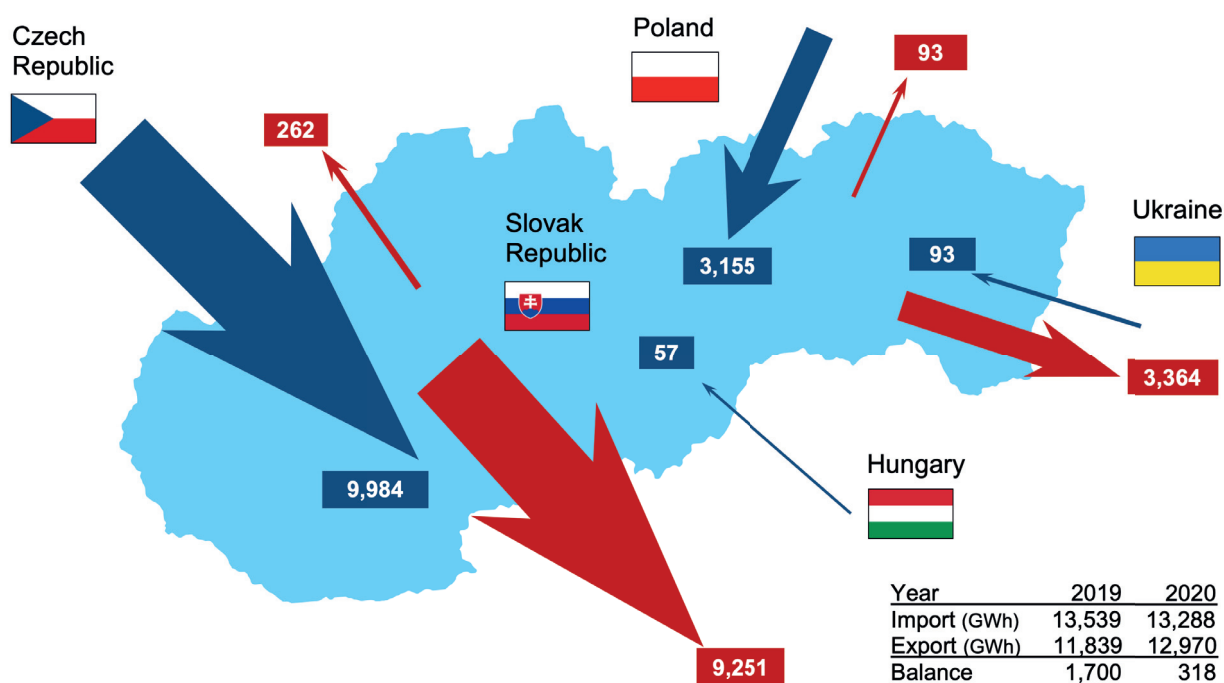 Czech
Republic
Poland
93
262
Ukraine
Slovak
Republic
3,155
93
57
3,364
Hungary
9,984
9,251
Year 2019 2020
Import (GWh) 13,539 13,288
Export (GWh) 11,839 12,970
Balance 1,700 318